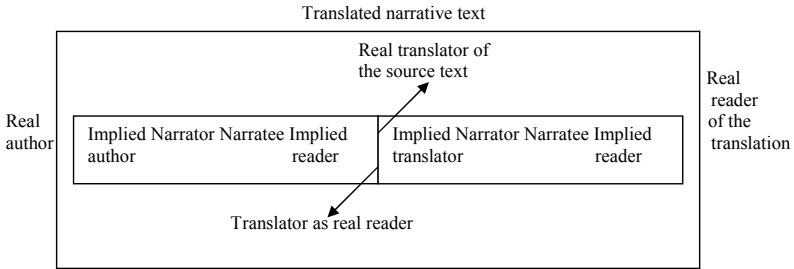 Translated narrative text
Real translator of
the source text
Real
reader
of the
translation
Real
author
Implied Narrator Narratee Implied
author reader
Implied Narrator Narratee Implied
translator reader
Translator as real reader